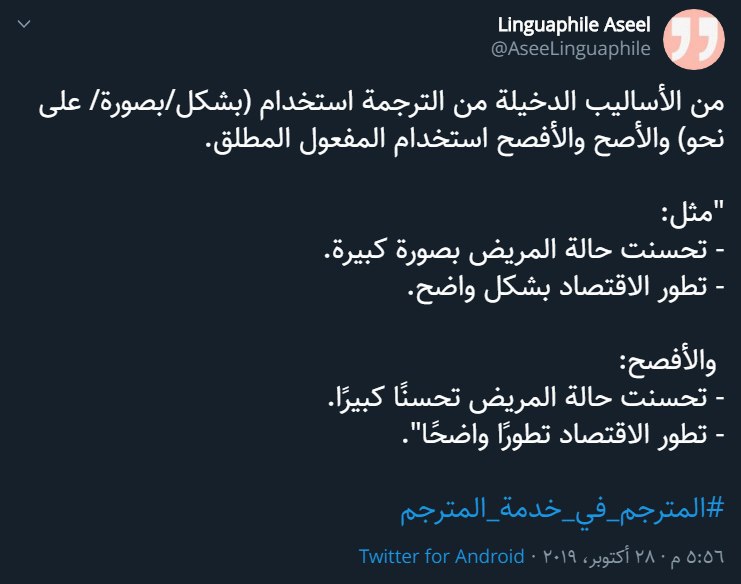 Linguaphile Aseel
@AseeLinguaphile
من الأساليب الدخيلة من الترجمة استخدام (بشكل/بصورة/ على
نحو) والأصح والأفصح استخدام المفعول المطلق.
"مثل:
- تحسنت حالة المريض بصورة كبيرة.
- تطور الاقتصاد بشكل واضح.
والأفصح:
- تحسنت حالة المريض تحسنًا كبيرًا.
- تطور الاقتصاد تطورًا واضحًا".
#المترجم_في_خدمة_المترجم
٥:٥٦ م · ٢٨ أكتوبر، ٢٠١٩ · Twitter for Android